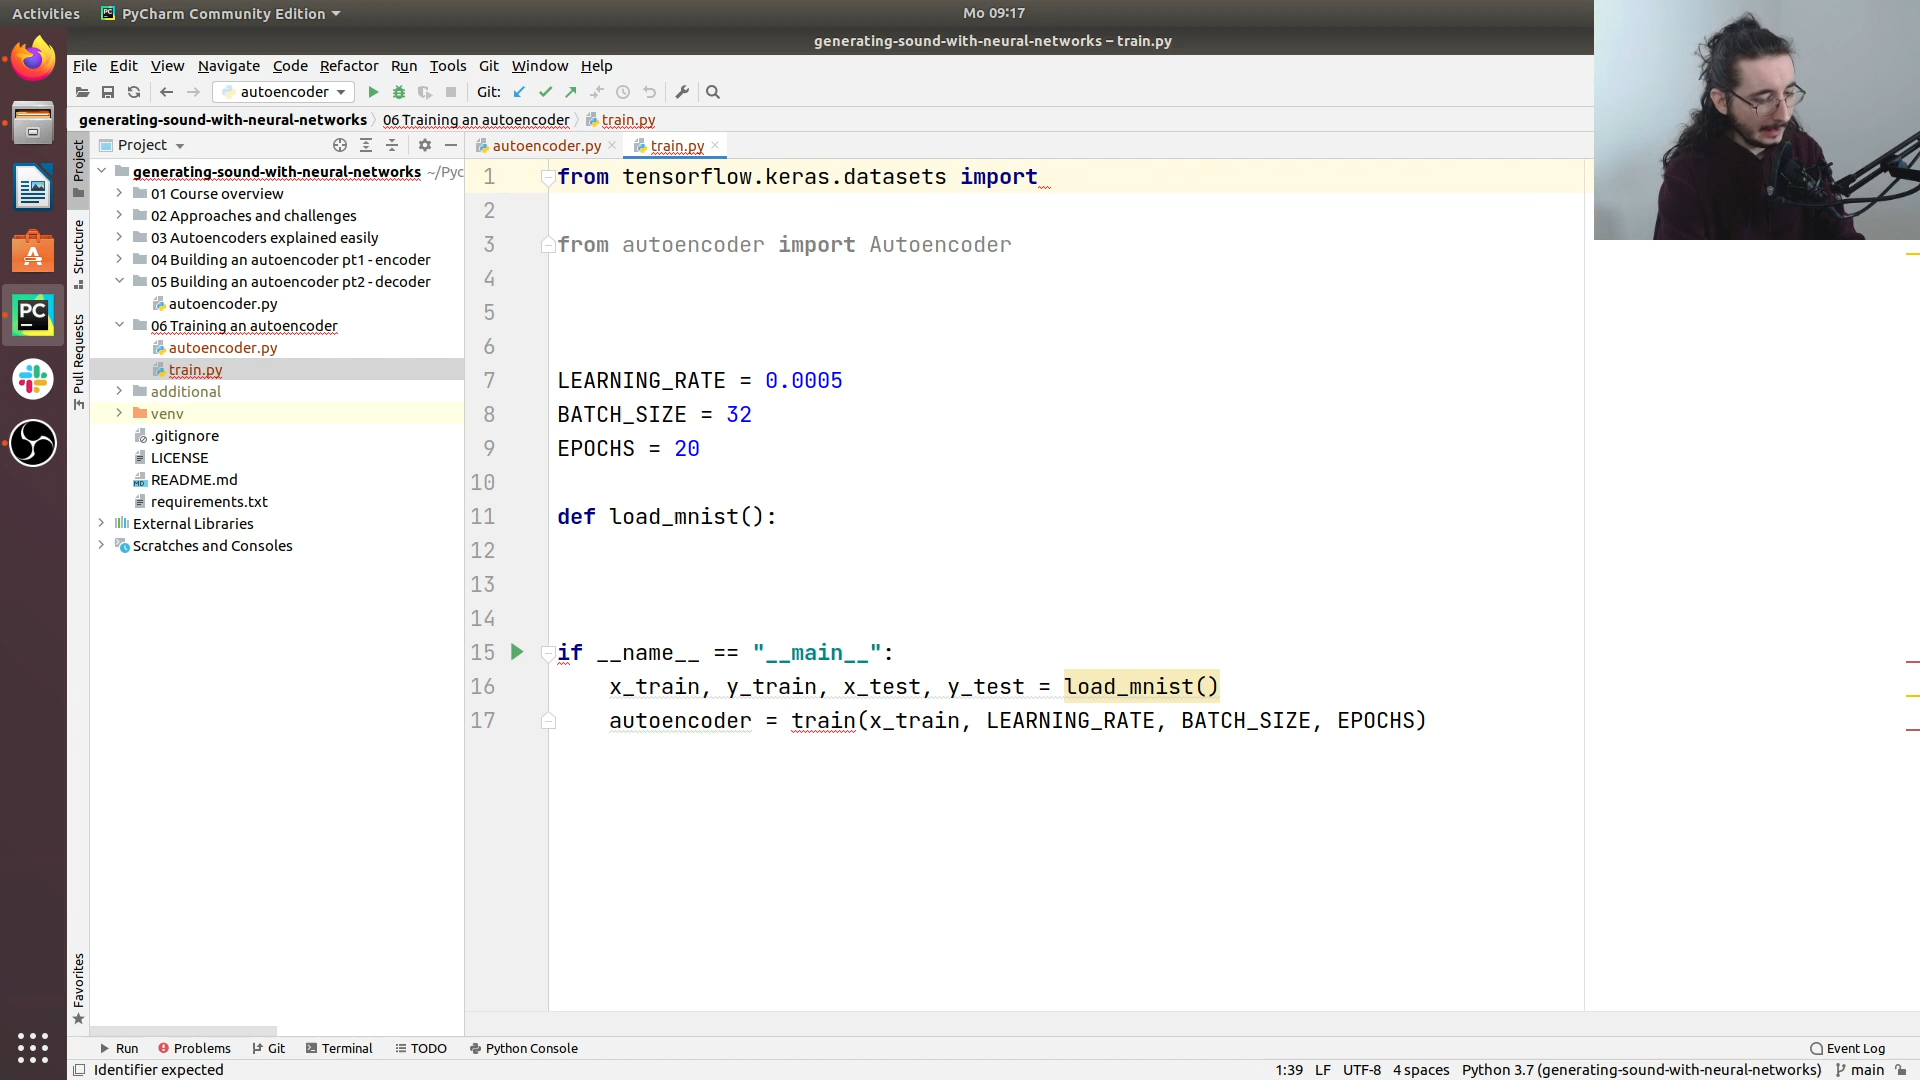 Activities
PyCharm Community Edition
Mo 09:17
generating-sound-with-neural-networks – train.py
File Edit View Navigate Code Refactor Run Tools Git Window Help
autoencoder
Git:
generating-sound-with-neural-networks
06 Training an autoencoder
train.py
Project
autoencoder.py
train.py
Project
Structure
Pull Requests
Favorites
generating-sound-with-neural-networks ~/Pyc
01 Course overview
02 Approaches and challenges
03 Autoencoders explained easily
04 Building an autoencoder pt1 - encoder
05 Building an autoencoder pt2 - decoder
autoencoder.py
06 Training an autoencoder
autoencoder.py
train.py
additional
venv
.gitignore
LICENSE
README.md
requirements.txt
External Libraries
Scratches and Consoles
1 from tensorflow.keras.datasets import
2
3 from autoencoder import Autoencoder
4
5
6
7 LEARNING_RATE = 0.0005
8 BATCH_SIZE = 32
9 EPOCHS = 20
10
11 def load_mnist():
12
13
14
15 if __name__ == "__main__":
16 x_train, y_train, x_test, y_test = load_mnist()
17 autoencoder = train(x_train, LEARNING_RATE, BATCH_SIZE, EPOCHS)
Run
Problems
Git
Terminal
TODO
Python Console
Event Log
Identifier expected
1:39 LF UTF-8 4 spaces Python 3.7 (generating-sound-with-neural-networks) main